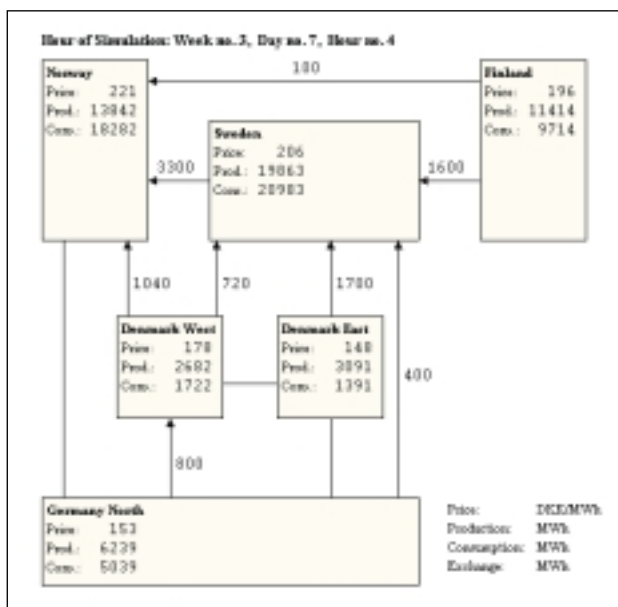 Hour of Simulation: Week no. 3, Day no. 7, Hour no. 4
Norway
Price: 221
Prod.: 13842
Cons.: 18282
100
Finland
Price: 196
Prod.: 11414
Cons.: 9714
Sweden
Price: 206
Prod.: 19863
Cons.: 20983
3300
1600
1040
720
1700
Denmark West
Price: 178
Prod.: 2682
Cons.: 1722
Denmark East
Price: 148
Prod.: 3091
Cons.: 1391
400
800
Germany North
Price: 153
Prod.: 6239
Cons.: 5039
Price: DKK/MWh
Production: MWh
Consumption: MWh
Exchange: MWh